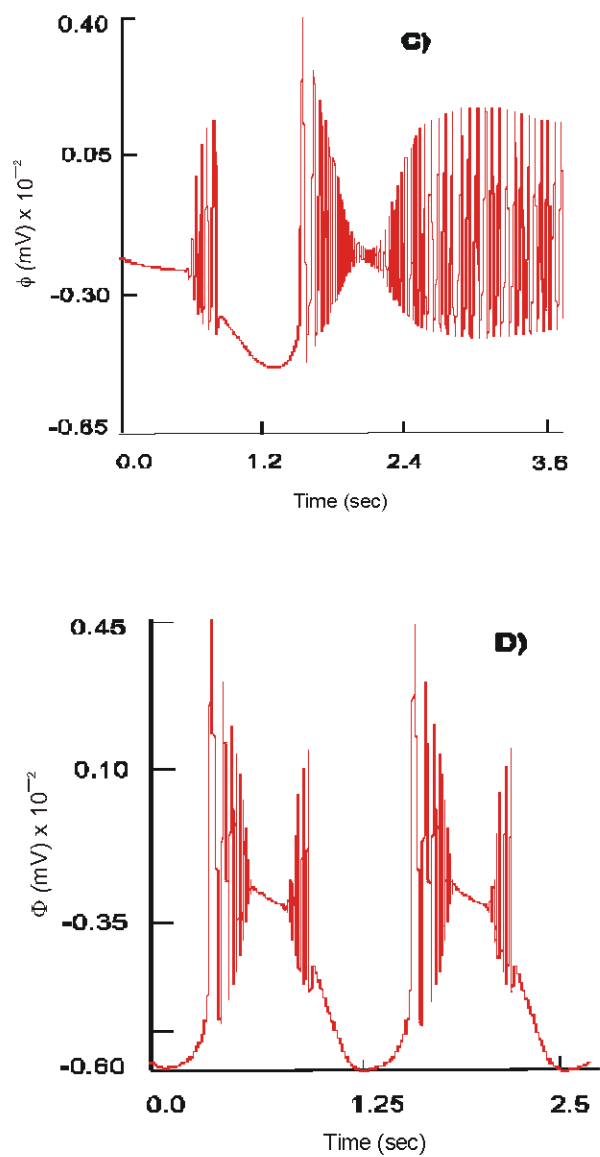 0.40
C)
0.05
-0.30
-0.65
ϕ (mV) x 10⁻²
0.0 1.2 2.4 3.6
Time (sec)
0.45
D)
0.10
-0.35
-0.60
Φ (mV) x 10⁻²
0.0 1.25 2.5
Time (sec)